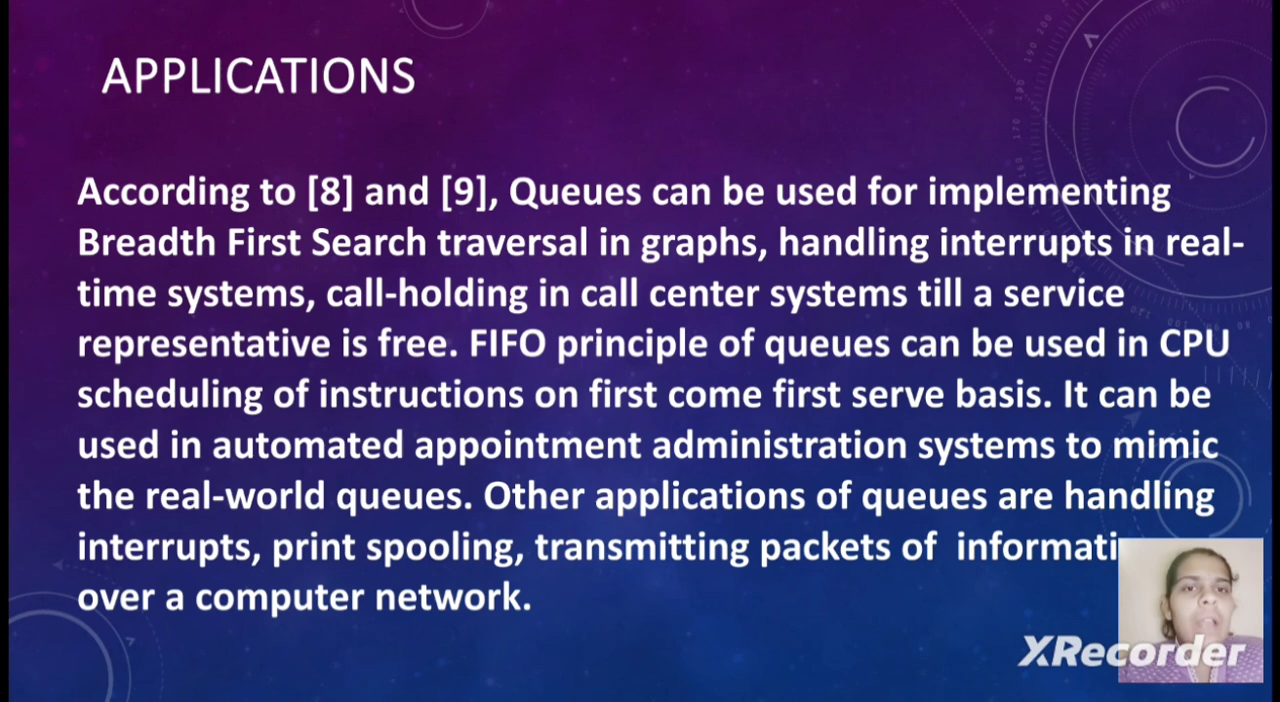 APPLICATIONS
According to [8] and [9], Queues can be used for implementing
Breadth First Search traversal in graphs, handling interrupts in real-
time systems, call-holding in call center systems till a service
representative is free. FIFO principle of queues can be used in CPU
scheduling of instructions on first come first serve basis. It can be
used in automated appointment administration systems to mimic
the real-world queues. Other applications of queues are handling
interrupts, print spooling, transmitting packets of informati
over a computer network.
XRecorder